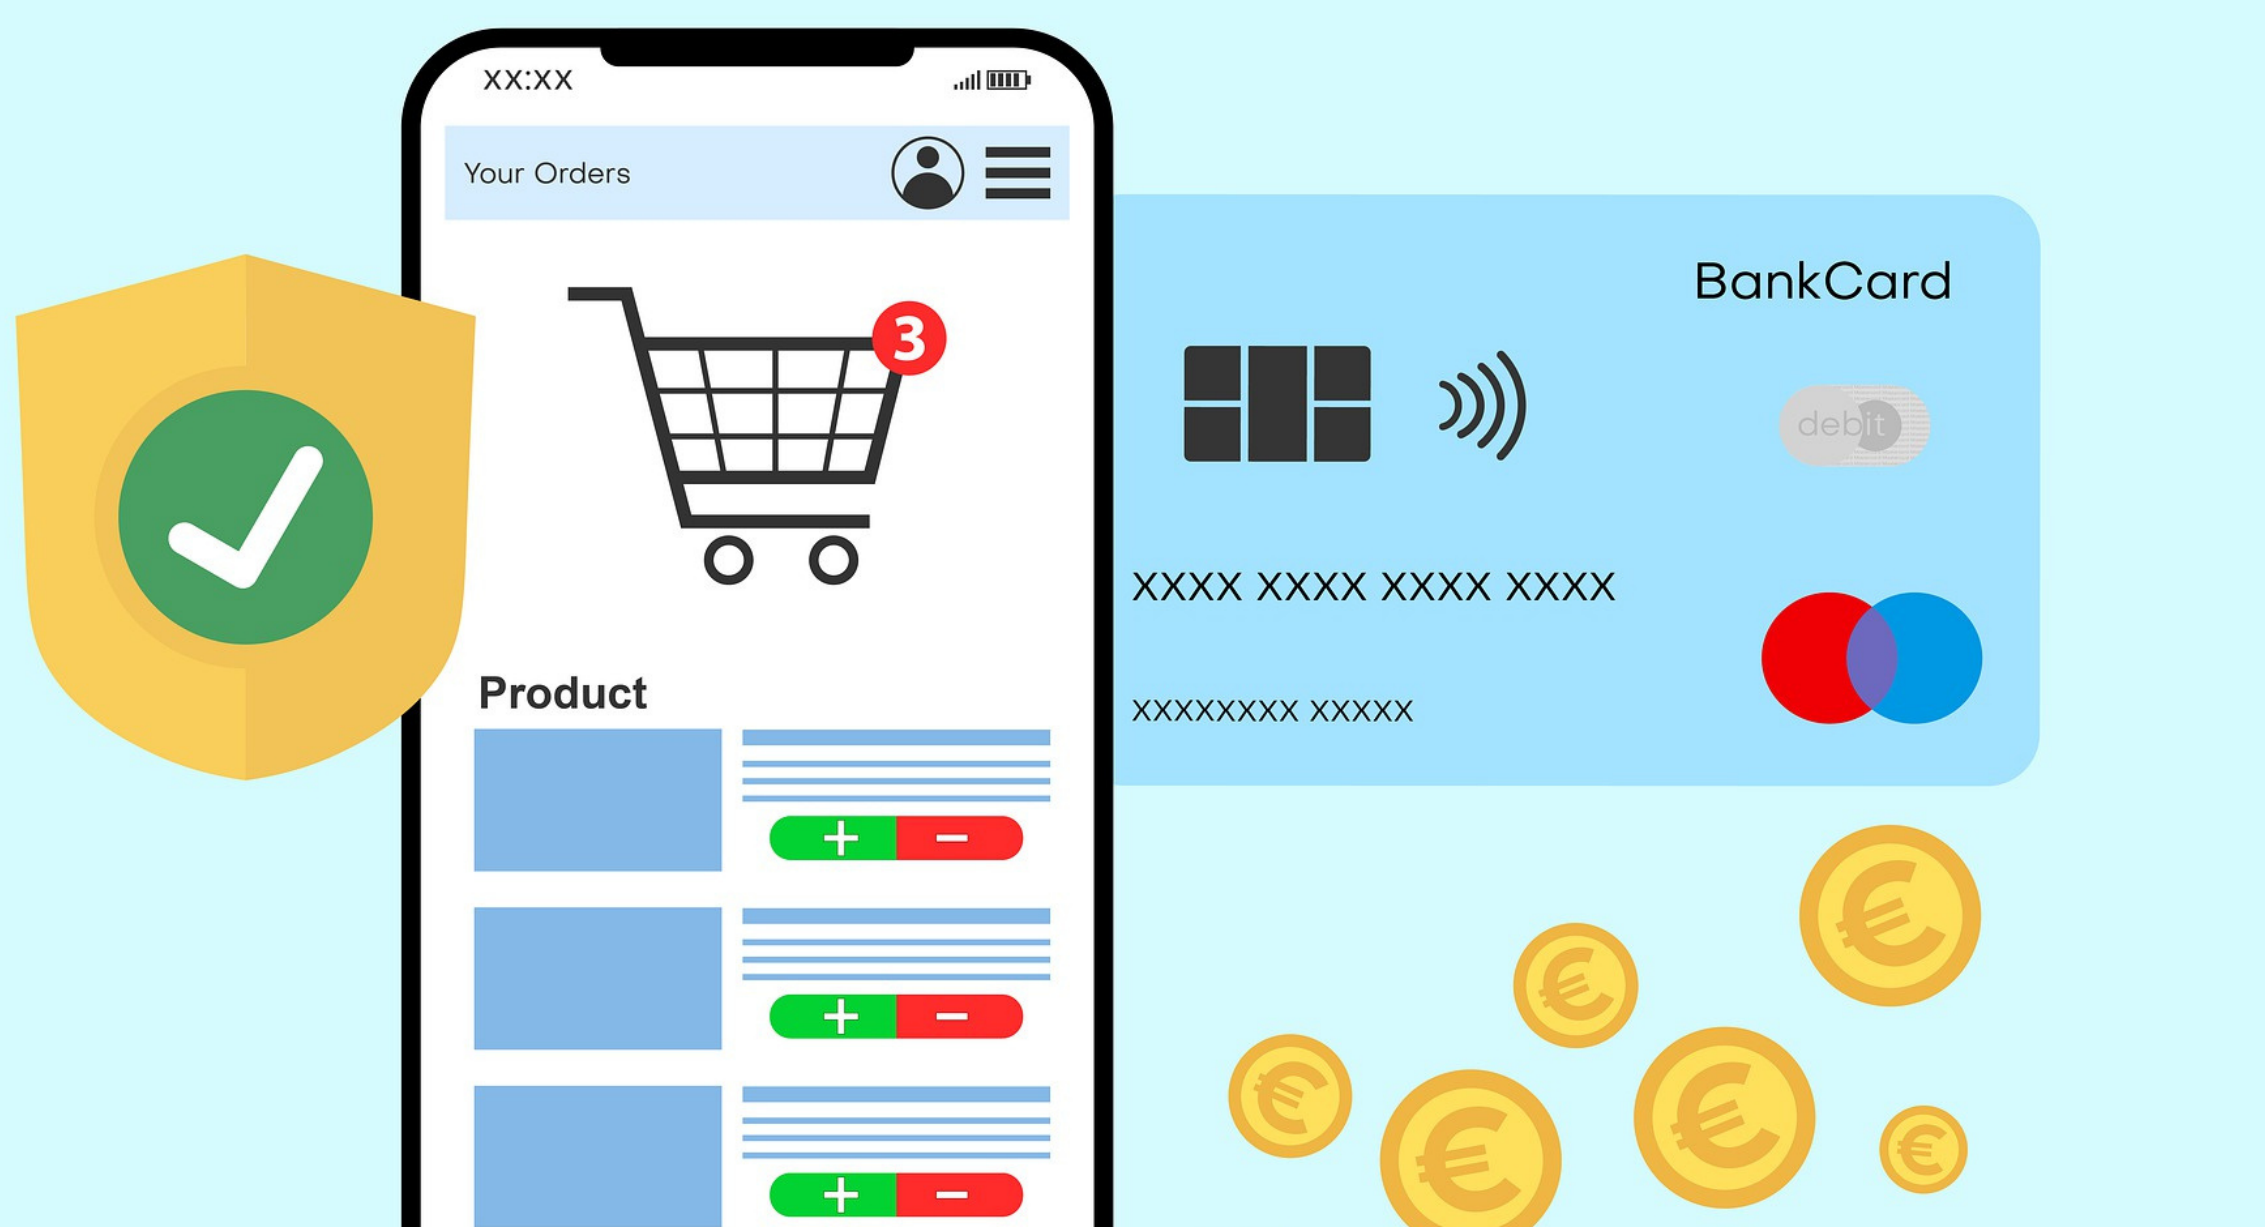 XX:XX
Your Orders
3
Product
+ −
+ −
+ −
BankCard
debit
XXXX XXXX XXXX XXXX
XXXXXXXX XXXXX
€
€
€
€
€
€